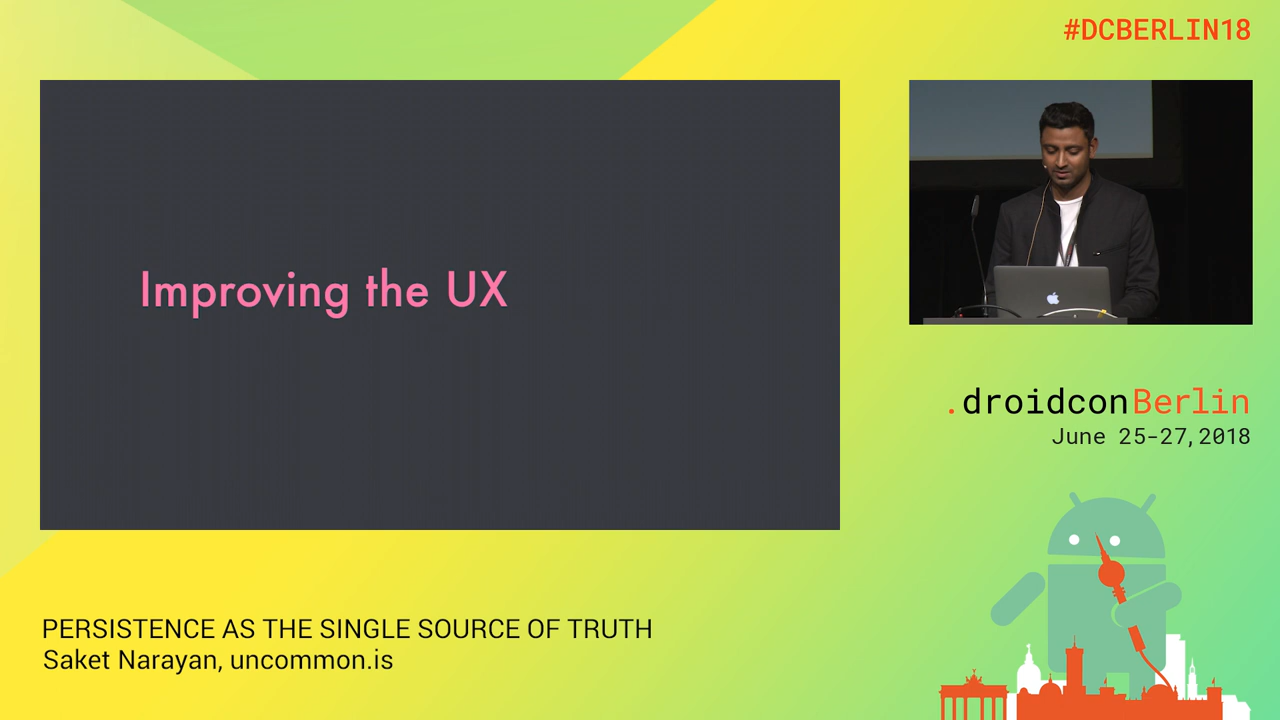 #DCBERLIN18
Improving the UX
.droidconBerlin
June 25-27, 2018
PERSISTENCE AS THE SINGLE SOURCE OF TRUTH
Saket Narayan, uncommon.is